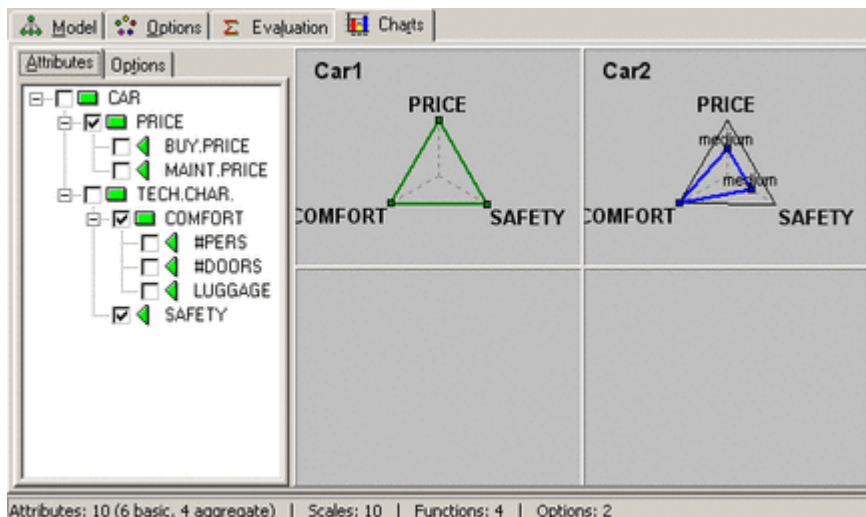 Model Options Σ Evaluation Charts
Attributes Options
CAR
PRICE
BUY.PRICE
MAINT.PRICE
TECH.CHAR.
COMFORT
#PERS
#DOORS
LUGGAGE
SAFETY
Car1
PRICE
COMFORT SAFETY
Car2
PRICE
medium
medium
COMFORT SAFETY
Attributes: 10 (6 basic, 4 aggregate) | Scales: 10 | Functions: 4 | Options: 2